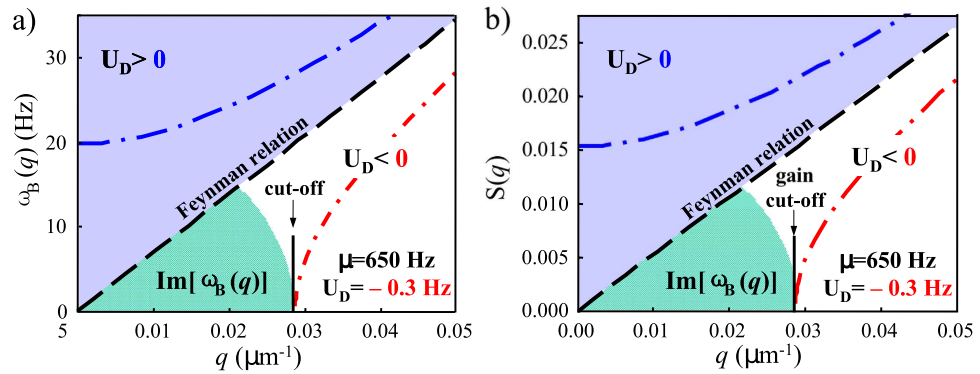 a)
U_D > 0
Feynman relation
U_D < 0
cut-off
μ=650 Hz
U_D= – 0.3 Hz
Im[ω_B(q)]
ω_B(q) (Hz)
30
20
10
0
5 0.01 0.02 0.03 0.04 0.05
q (μm⁻¹)
b)
U_D > 0
Feynman relation
U_D < 0
gain
cut-off
μ=650 Hz
U_D= – 0.3 Hz
Im[ω_B(q)]
S(q)
0.025
0.020
0.015
0.010
0.005
0.000
0.00 0.01 0.02 0.03 0.04 0.05
q (μm⁻¹)